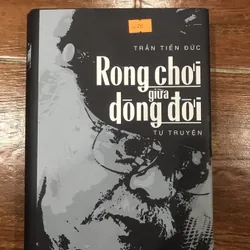 TRẦN TIẾN ĐỨC
Rong chơi
giữa
dòng đời
TỰ TRUYỆN